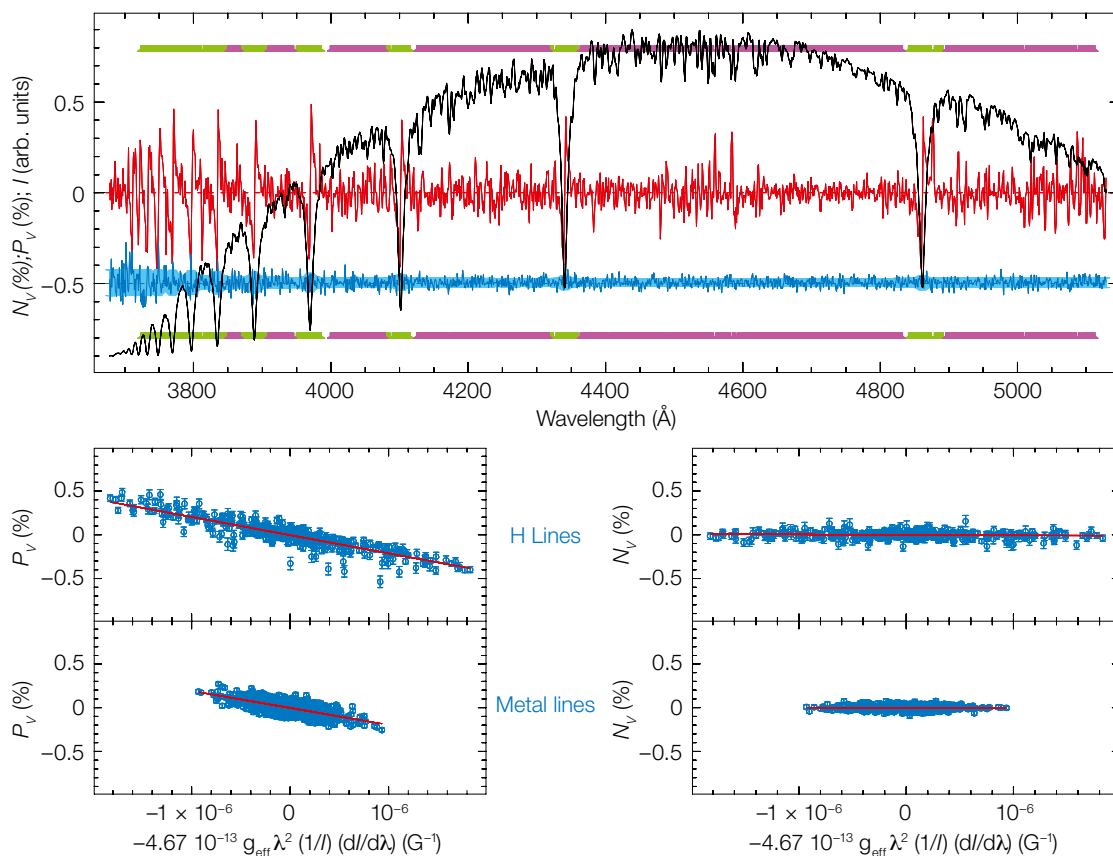 N_V (%); P_V (%); I (arb. units)
0.5
0
−0.5
3800 4000 4200 4400 4600 4800 5000
Wavelength (Å)
P_V (%)
0.5
0
−0.5
H Lines
N_V (%)
0.5
0
−0.5
P_V (%)
0.5
0
−0.5
Metal lines
N_V (%)
0.5
0
−0.5
−1 × 10⁻⁶ 0 10⁻⁶
−4.67 10⁻¹³ g_eff λ² (1/I) (dI/dλ) (G⁻¹)
−1 × 10⁻⁶ 0 10⁻⁶
−4.67 10⁻¹³ g_eff λ² (1/I) (dI/dλ) (G⁻¹)